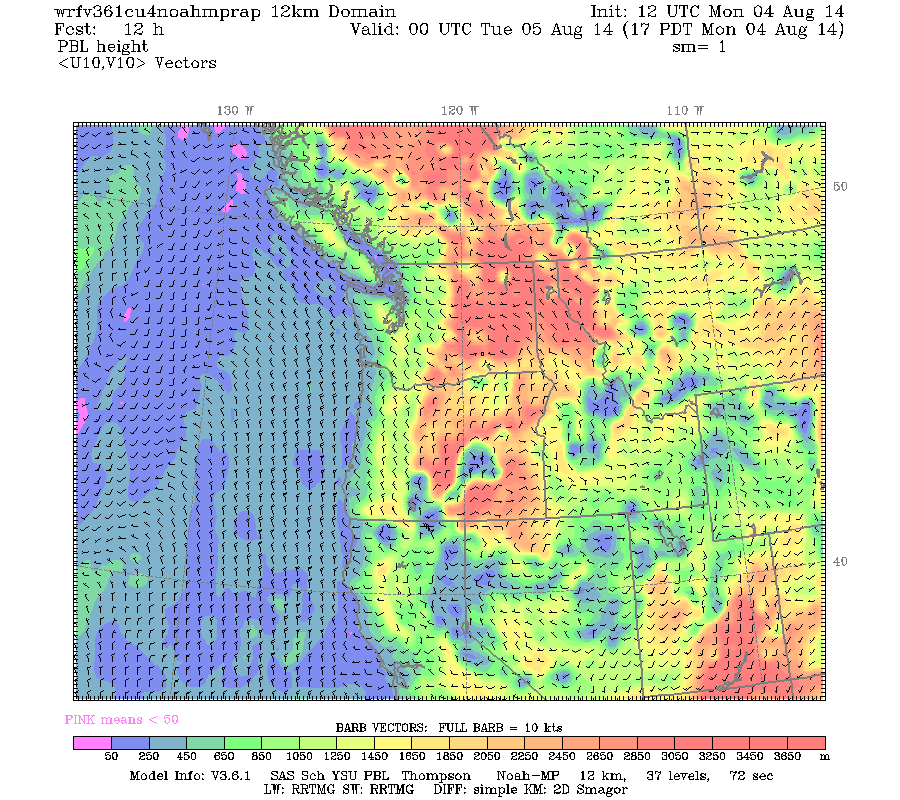 wrfv361cu4noahmprap 12km Domain Init: 12 UTC Mon 04 Aug 14
Fcst: 12 h Valid: 00 UTC Tue 05 Aug 14 (17 PDT Mon 04 Aug 14)
PBL height sm= 1
<U10,V10> Vectors
130 W 120 W 110 W
50
40
PINK means < 50
BARB VECTORS: FULL BARB = 10 kts
50 250 450 650 850 1050 1250 1450 1650 1850 2050 2250 2450 2650 2850 3050 3250 3450 3650 m
Model Info: V3.6.1 SAS Sch YSU PBL Thompson Noah-MP 12 km, 37 levels, 72 sec
LW: RRTMG SW: RRTMG DIFF: simple KM: 2D Smagor